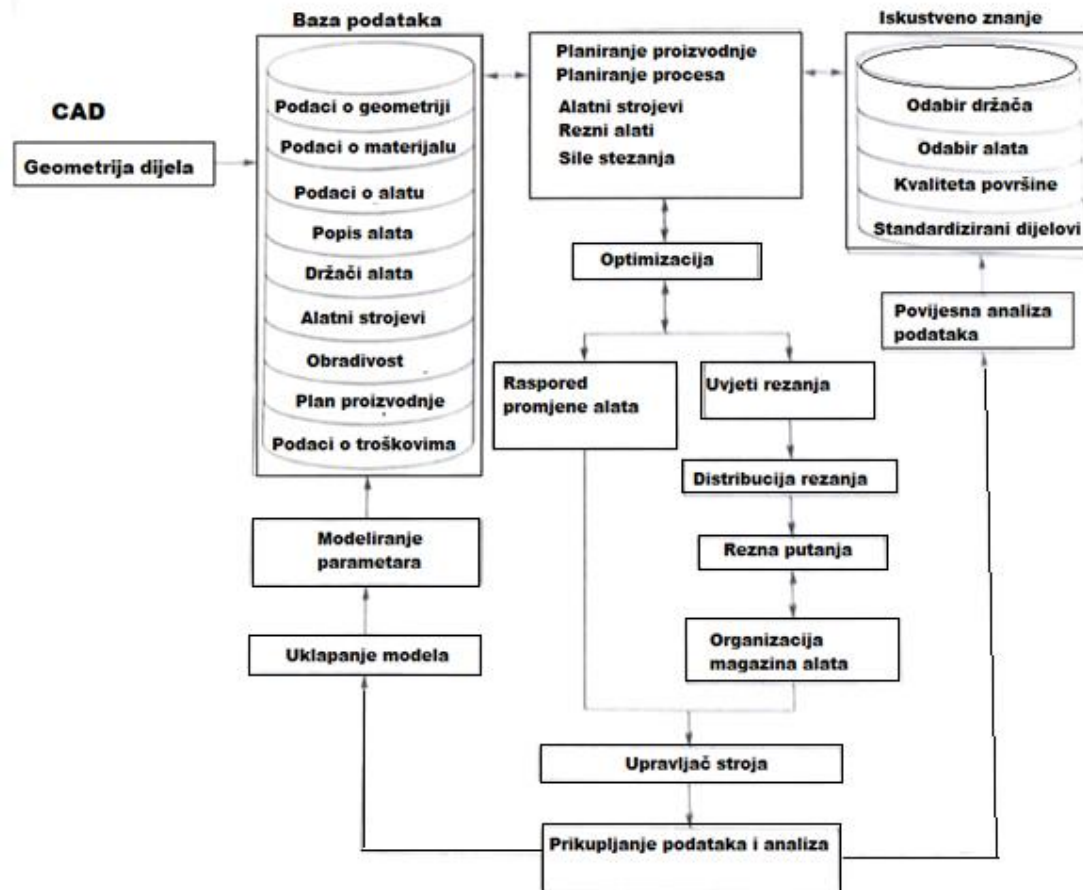 Baza podataka
Podaci o geometriji
Podaci o materijalu
Podaci o alatu
Popis alata
Držači alata
Alatni strojevi
Obradivost
Plan proizvodnje
Podaci o troškovima
CAD
Geometrija dijela
Planiranje proizvodnje
Planiranje procesa
Alatni strojevi
Rezni alati
Sile stezanja
Iskustveno znanje
Odabir držača
Odabir alata
Kvaliteta površine
Standardizirani dijelovi
Optimizacija
Povijesna analiza
podataka
Raspored
promjene alata
Uvjeti rezanja
Distribucija rezanja
Rezna putanja
Organizacija
magazina alata
Modeliranje
parametara
Uklapanje modela
Upravljač stroja
Prikupljanje podataka i analiza